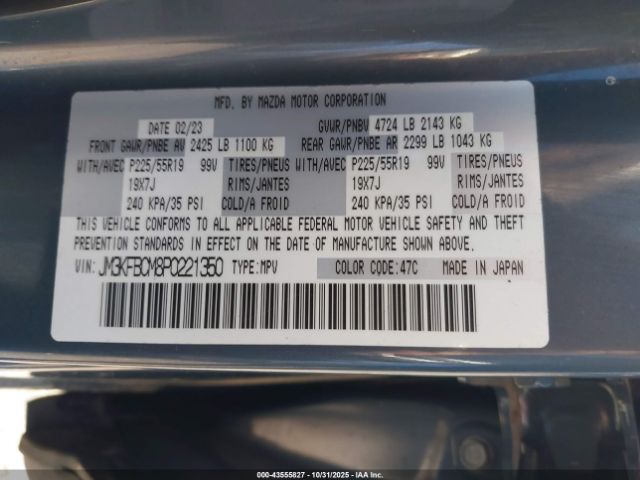 MFD. BY MAZDA MOTOR CORPORATION
DATE 02/23 GVWR/PNBV 4724 LB 2143 KG
FRONT GAWR/PNBE AV 2425 LB 1100 KG REAR GAWR/PNBE AR 2299 LB 1043 KG
WITH/AVEC P225/55R19 99V TIRES/PNEUS WITH/AVEC P225/55R19 99V TIRES/PNEUS
19X7J RIMS/JANTES 19X7J RIMS/JANTES
240 KPA/35 PSI COLD/A FROID 240 KPA/35 PSI COLD/A FROID
THIS VEHICLE CONFORMS TO ALL APPLICABLE FEDERAL MOTOR VEHICLE SAFETY AND THEFT
PREVENTION STANDARDS IN EFFECT ON THE DATE OF MANUFACTURE SHOWN ABOVE.
VIN: JM3KFBCM8P0221350 TYPE:MPV COLOR CODE:47C MADE IN JAPAN
000-43555827 - 10/31/2025 - IAAI Inc.